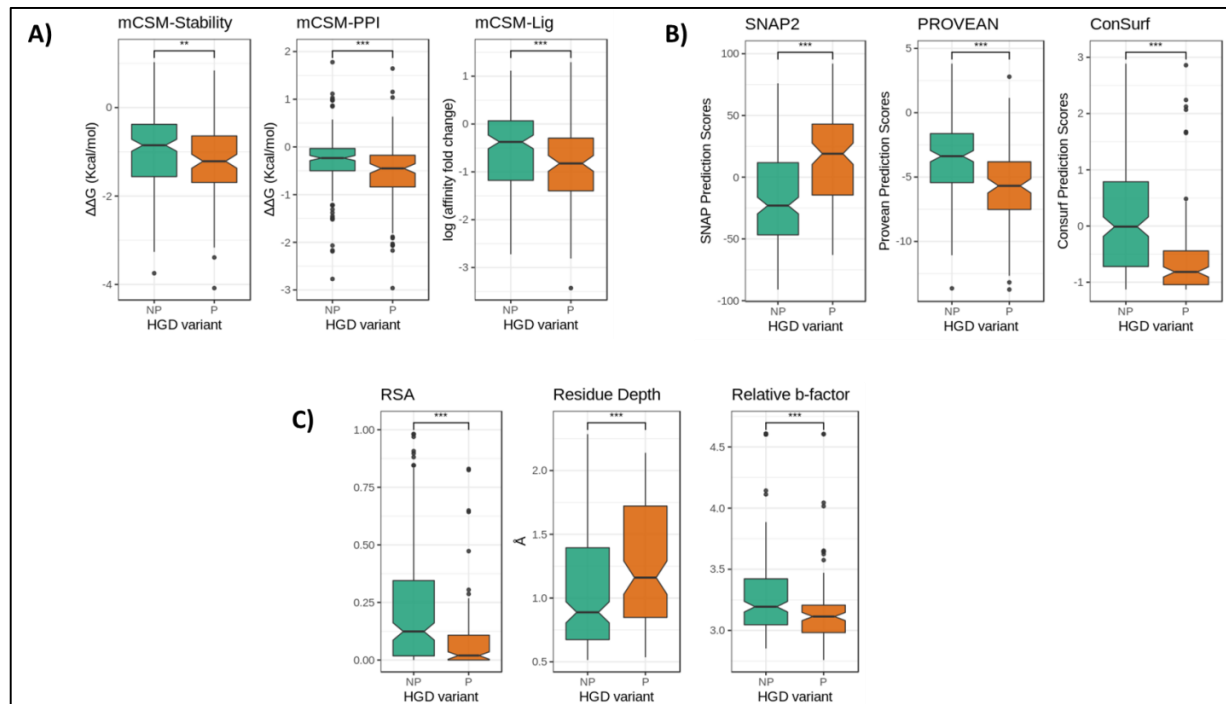 A)
mCSM-Stability
**
ΔΔG (Kcal/mol)
0
-2
-4
NP
P
HGD variant
mCSM-PPI
***
ΔΔG (Kcal/mol)
2
1
0
-1
-2
-3
NP
P
HGD variant
mCSM-Lig
***
log (affinity fold change)
1
0
-1
-2
-3
NP
P
HGD variant
B)
SNAP2
***
SNAP Prediction Scores
100
50
0
-50
-100
NP
P
HGD variant
PROVEAN
***
Provean Prediction Scores
5
0
-5
-10
NP
P
HGD variant
ConSurf
***
Consurf Prediction Scores
3
2
1
0
-1
NP
P
HGD variant
C)
RSA
***
1.00
0.75
0.50
0.25
0.00
NP
P
HGD variant
Residue Depth
***
Å
2.0
1.5
1.0
0.5
NP
P
HGD variant
Relative b-factor
***
4.5
4.0
3.5
3.0
NP
P
HGD variant